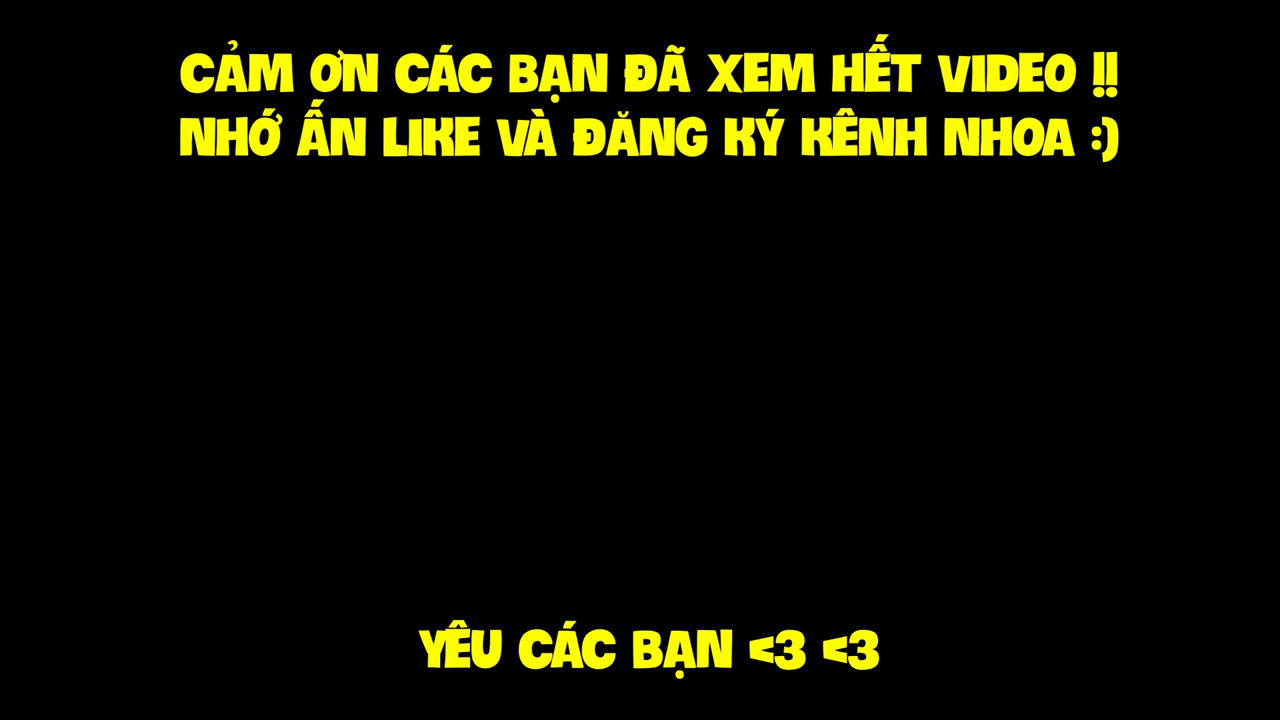 CẢM ƠN CÁC BẠN ĐÃ XEM HẾT VIDEO !!
NHỚ ẤN LIKE VÀ ĐĂNG KÝ KÊNH NHOA :)
YÊU CÁC BẠN <3 <3